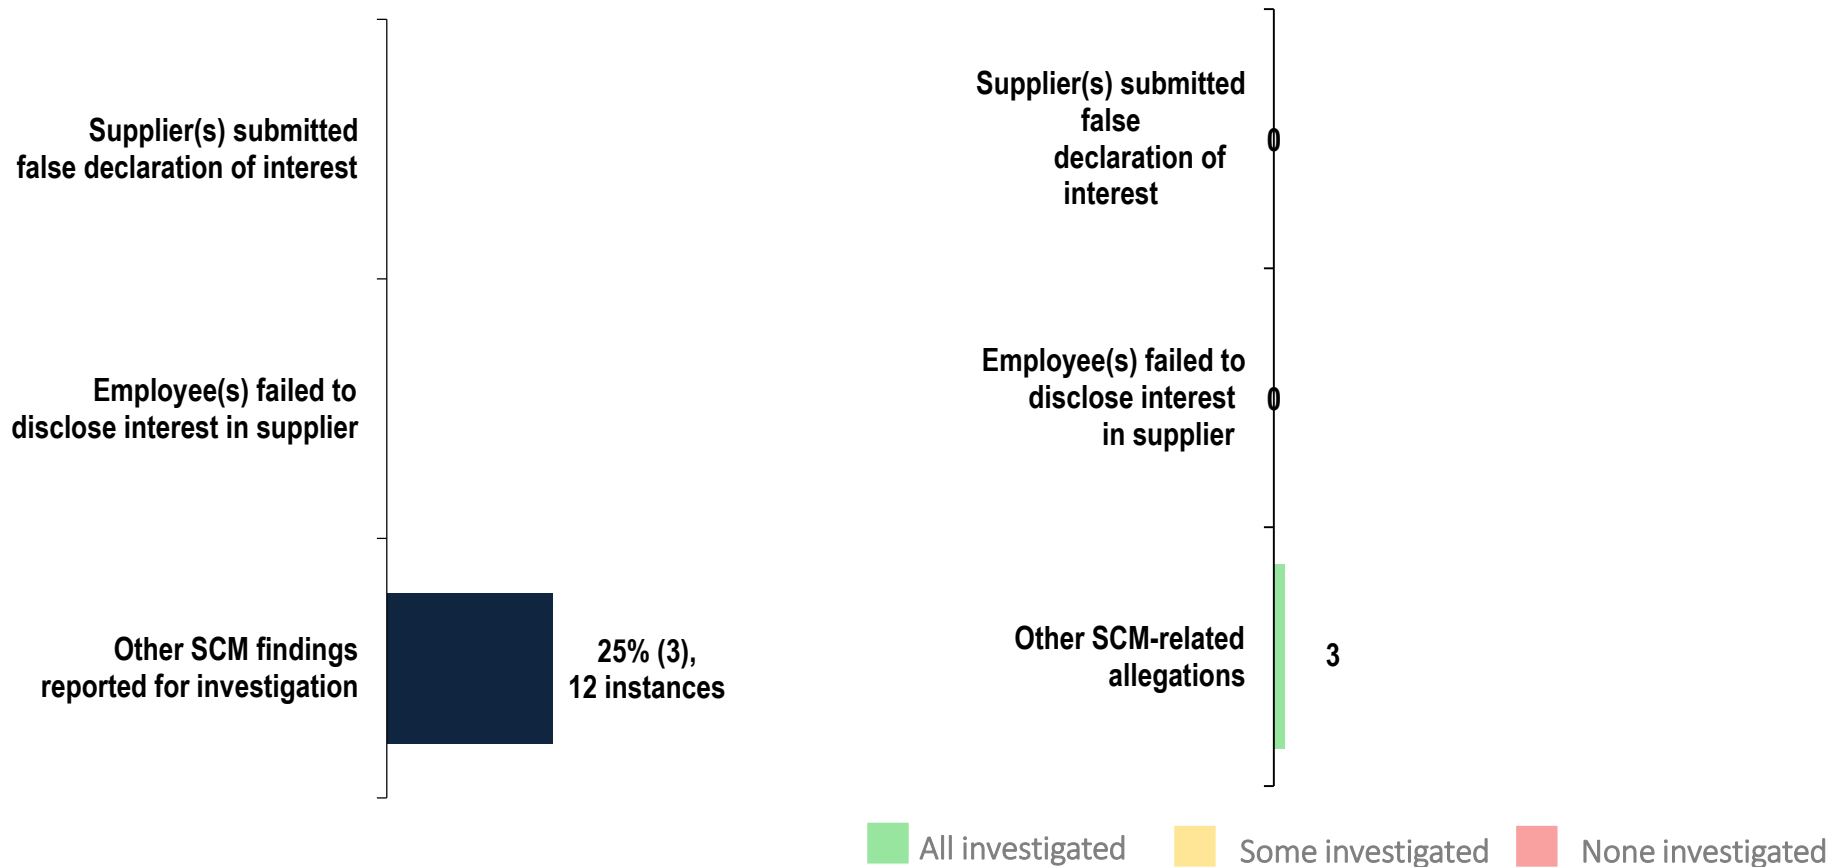 Supplier(s) submitted
false declaration of interest
Employee(s) failed to
disclose interest in supplier
Other SCM findings
reported for investigation
25% (3),
12 instances
Supplier(s) submitted
false
declaration of
interest
0
Employee(s) failed to
disclose interest
in supplier
0
Other SCM-related
allegations
3
All investigated
Some investigated
None investigated